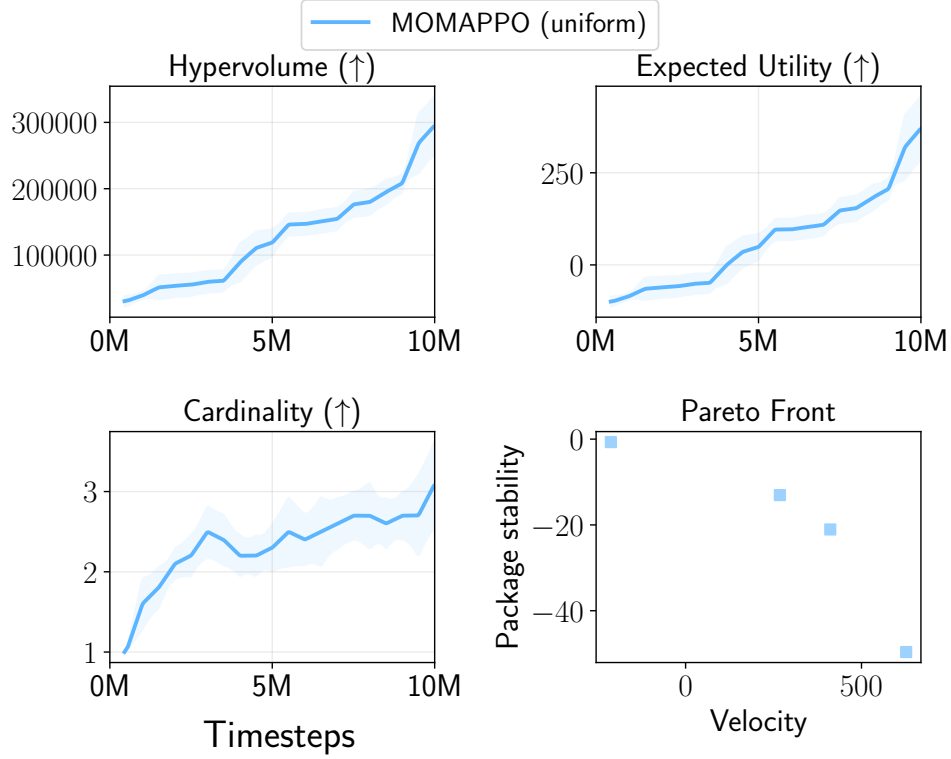 MOMAPPO (uniform)
Hypervolume (↑)
300000
200000
100000
0M 5M 10M
Expected Utility (↑)
250
0
0M 5M 10M
Cardinality (↑)
3
2
1
0M 5M 10M
Timesteps
Pareto Front
Package stability
0
−20
−40
0 500
Velocity